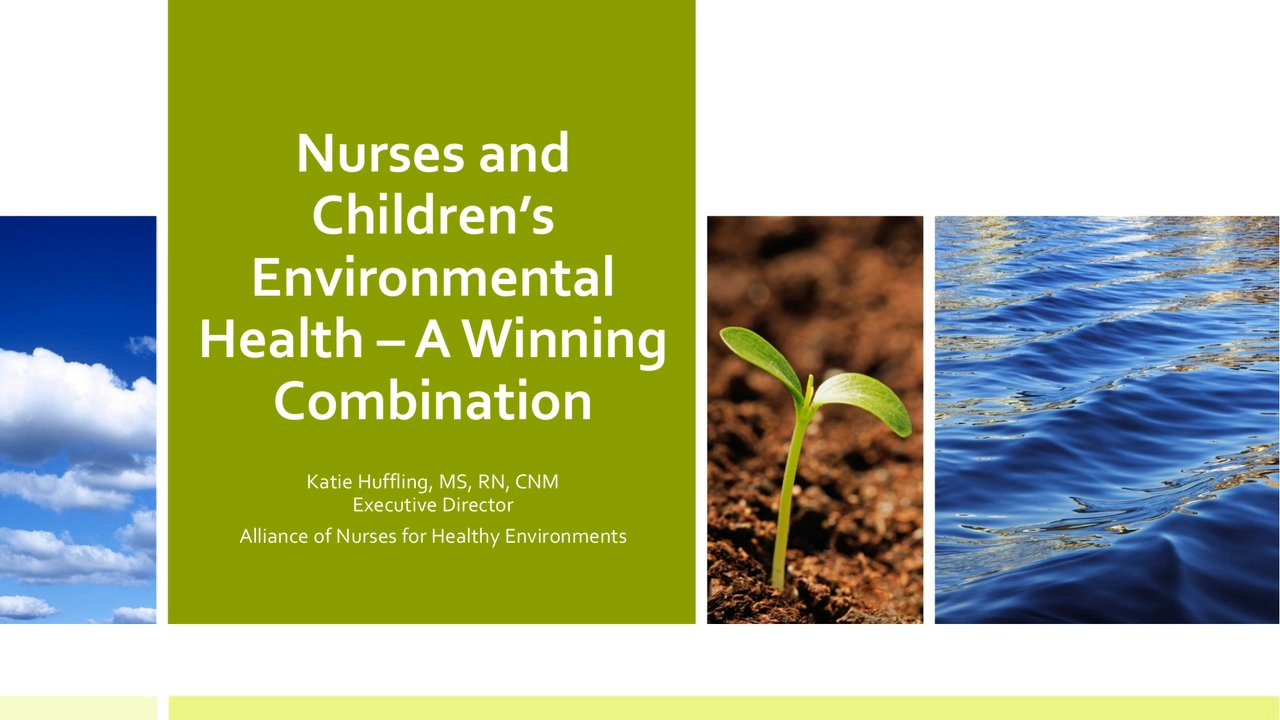 Nurses and
Children’s
Environmental
Health – A Winning
Combination
Katie Huffling, MS, RN, CNM
Executive Director
Alliance of Nurses for Healthy Environments